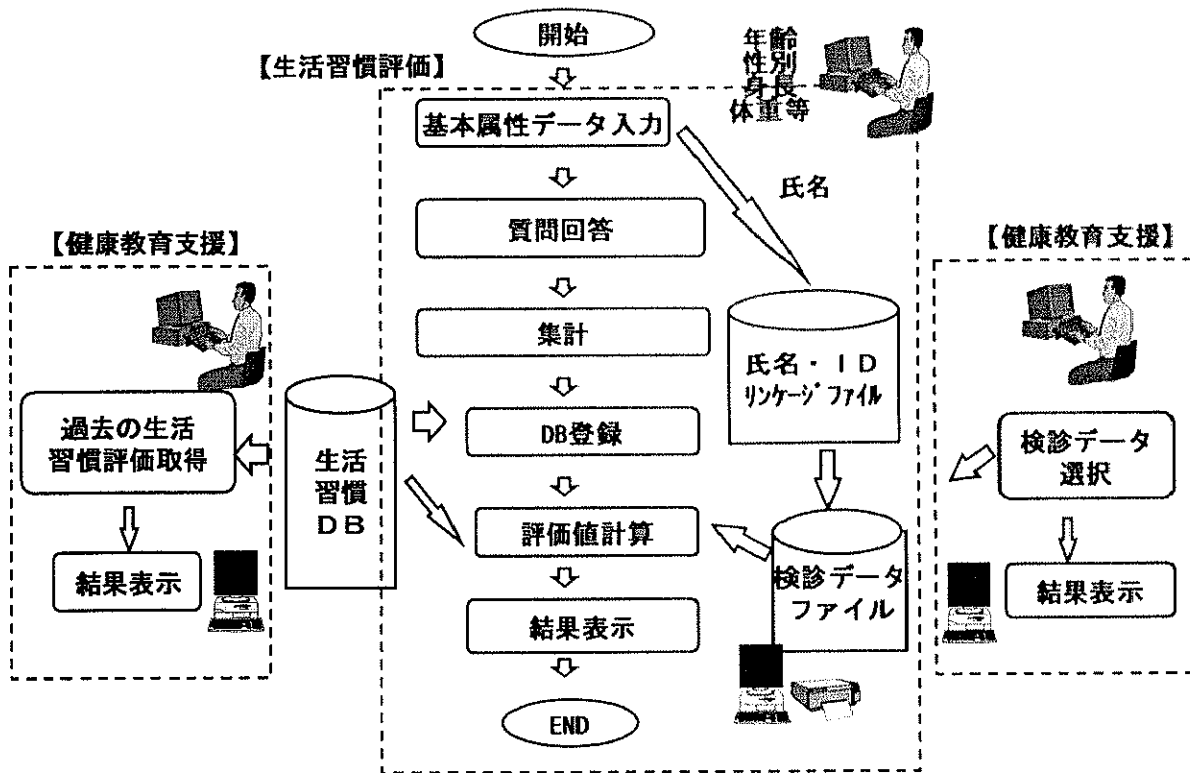 開始
年齢
性別
身長
体重等
【生活習慣評価】
基本属性データ入力
氏名
質問回答
【健康教育支援】
【健康教育支援】
集計
氏名・ID
リンケージファイル
過去の生活
習慣評価取得
生活
習慣
DB
DB登録
検診データ
選択
評価値計算
検診データ
ファイル
結果表示
結果表示
結果表示
END